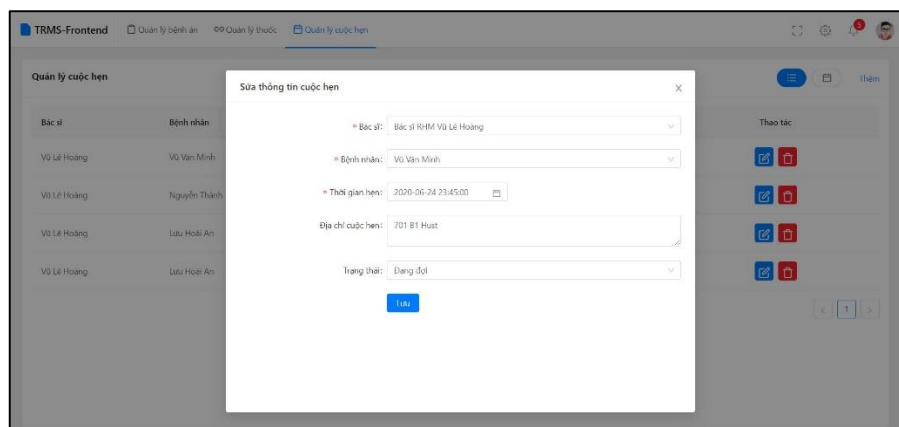 TRMS-Frontend Quản lý bệnh án Quản lý thuốc Quản lý cuộc hẹn 5
Quản lý cuộc hẹn Thêm
Sửa thông tin cuộc hẹn
Bác sĩ Bệnh nhân Thao tác
* Bác sĩ: Bác sĩ RHM Vũ Lê Hoàng
Vũ Lê Hoàng Vũ Văn Minh
* Bệnh nhân: Vũ Văn Minh
* Thời gian hẹn: 2020-06-24 23:45:00
Vũ Lê Hoàng Nguyễn Thành
Địa chỉ cuộc hẹn: 701 B1 Hust
Vũ Lê Hoàng Lưu Hoài An
Trạng thái: Đang đợi
Vũ Lê Hoàng Lưu Hoài An
Lưu
1